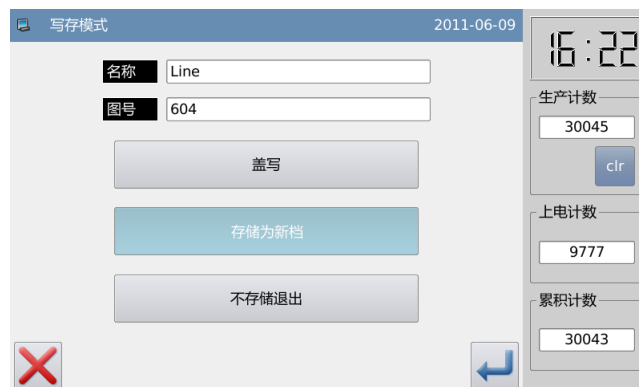 写存模式 2011-06-09
名称 Line
图号 604
盖写
存储为新档
不存储退出
16:22
生产计数
30045
clr
上电计数
9777
累积计数
30043